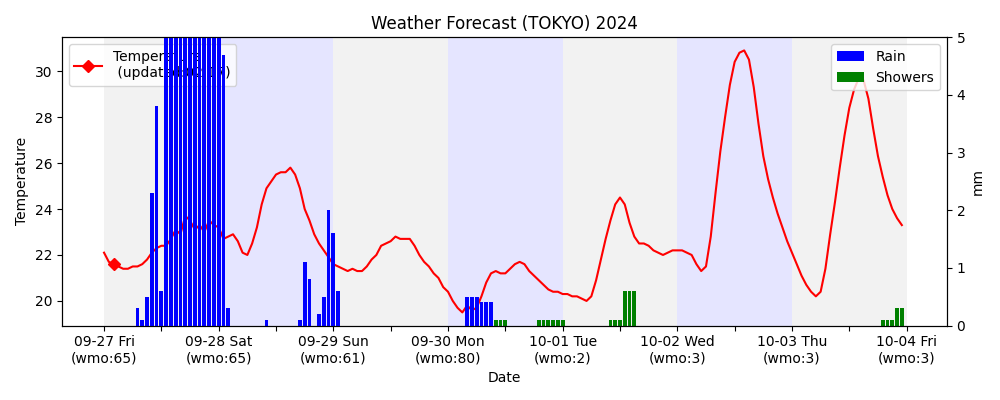 Weather Forecast (TOKYO) 2024
Rain
Showers
30
28
26
24
22
20
Temperature
5
4
3
2
1
0
mm
09-27 Fri
(wmo:65)
09-28 Sat
(wmo:65)
09-29 Sun
(wmo:61)
09-30 Mon
(wmo:80)
10-01 Tue
(wmo:2)
10-02 Wed
(wmo:3)
10-03 Thu
(wmo:3)
10-04 Fri
(wmo:3)
Date